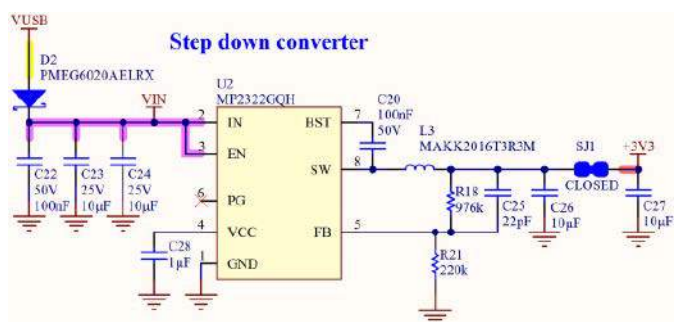 VUSB
Step down converter
D2
PMEG6020AELRX
U2
MP2322GQH
VIN
C20
100nF
50V
L3
MAKK2016T3R3M
SJ1
+3V3
CLOSED
2
IN
BST
7
3
EN
SW
8
C22
50V
100nF
C23
25V
10µF
C24
25V
10µF
6
PG
R18
976k
C25
22pF
C26
10µF
C27
10µF
4
VCC
FB
5
C28
1µF
1
GND
R21
220k